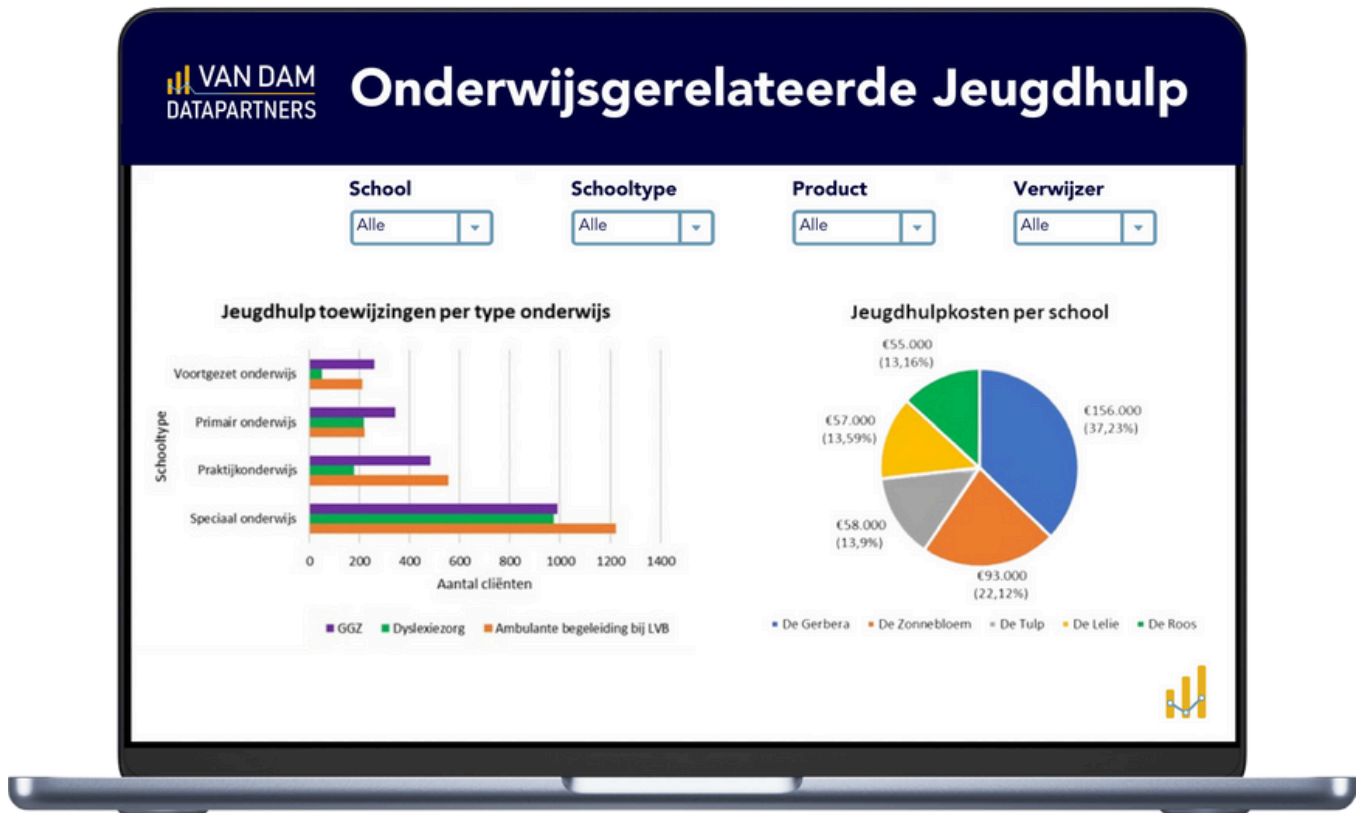 VAN DAM
DATAPARTNERS
Onderwijsgerelateerde Jeugdhulp
School
Schooltype
Product
Verwijzer
Alle
Alle
Alle
Alle
Jeugdhulp toewijzingen per type onderwijs
Schooltype
Voortgezet onderwijs
Primair onderwijs
Praktijkonderwijs
Speciaal onderwijs
0 200 400 600 800 1000 1200 1400
Aantal cliënten
GGZ Dyslexiezorg Ambulante begeleiding bij LVB
Jeugdhulpkosten per school
€55.000
(13,16%)
€156.000
(37,23%)
€57.000
(13,59%)
€58.000
(13,9%)
€93.000
(22,12%)
De Gerbera De Zonnebloem De Tulp De Lelie De Roos